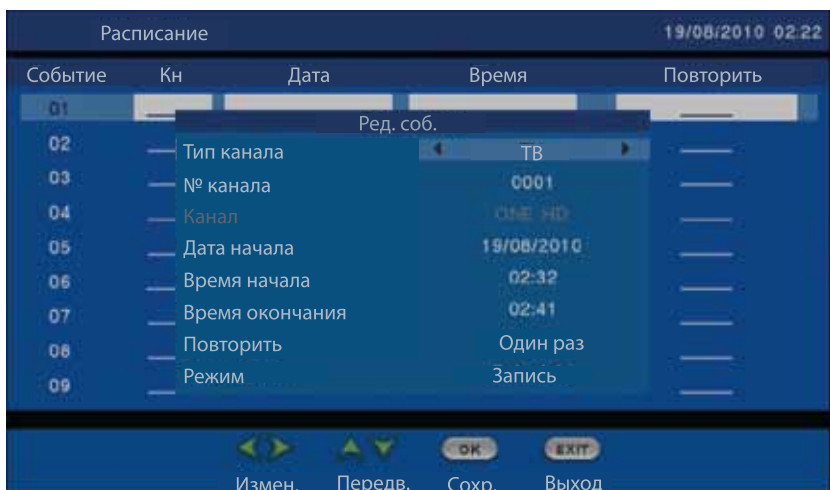 Расписание 19/08/2010 02:22
Событие Кн Дата Время Повторить
01
Ред. соб.
02 Тип канала ТВ
03 № канала 0001
04 Канал ONE HD
05 Дата начала 19/08/2010
06 Время начала 02:32
07 Время окончания 02:41
08 Повторить Один раз
09 Режим Запись
OK EXIT
Измен. Передв. Сохр. Выход